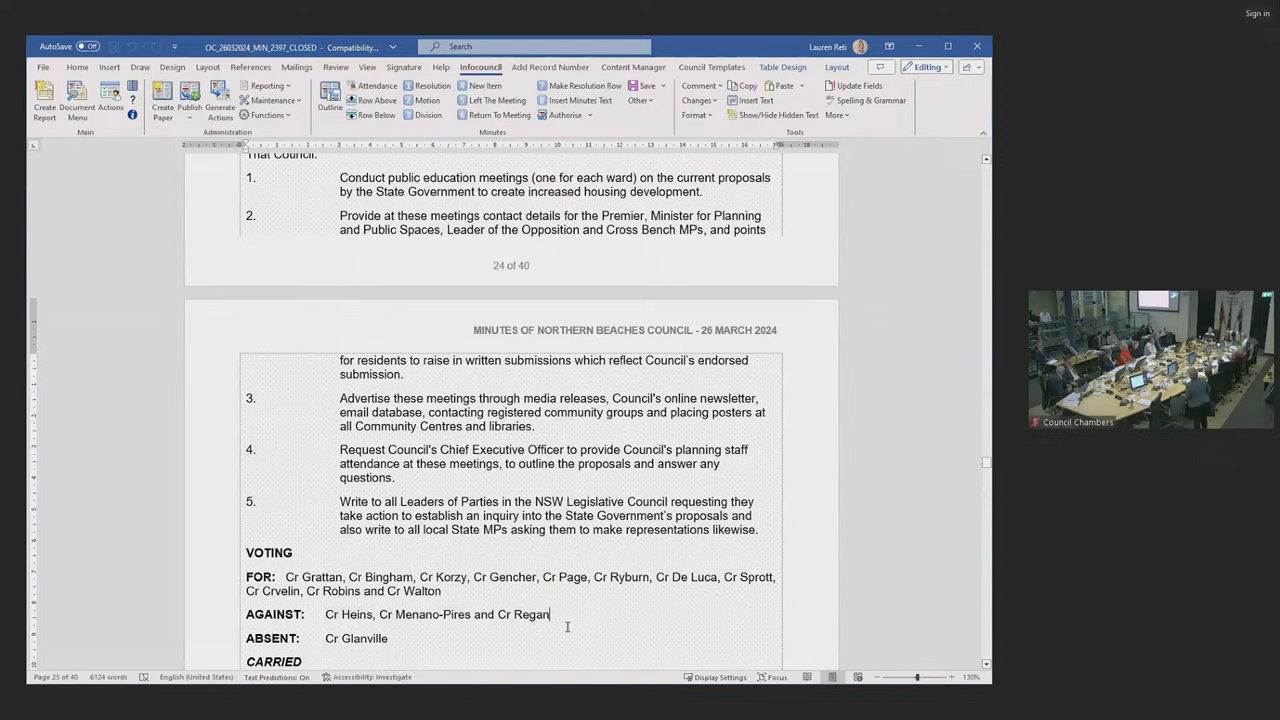 Sign in
AutoSave Off OC_26032024_MIN_2397_CLOSED - Compatibility... Search Lauren Reti
File Home Insert Draw Design Layout References Mailings Review View Signature Help Infocouncil Add Record Number Content Manager Council Templates Table Design Layout Editing
Create Report Document Menu Actions
Main
Create Paper Publish Generate Actions Reporting Maintenance Functions
Administration
Outline Attendance Row Above Row Below 1 Resolution 2 Motion 3 Division 4 New Item 5 Left The Meeting 6 Return To Meeting 7 Make Resolution Row 8 Insert Minutes Text Authorise Save Other
Minutes
Comment Changes Format Copy Paste Insert Text Show/Hide Hidden Text Update Fields Spelling & Grammar More
Tools
That Council:
1. Conduct public education meetings (one for each ward) on the current proposals
by the State Government to create increased housing development.
2. Provide at these meetings contact details for the Premier, Minister for Planning
and Public Spaces, Leader of the Opposition and Cross Bench MPs, and points
24 of 40
MINUTES OF NORTHERN BEACHES COUNCIL - 26 MARCH 2024
for residents to raise in written submissions which reflect Council's endorsed
submission.
3. Advertise these meetings through media releases, Council's online newsletter,
email database, contacting registered community groups and placing posters at
all Community Centres and libraries.
4. Request Council's Chief Executive Officer to provide Council's planning staff
attendance at these meetings, to outline the proposals and answer any
questions.
5. Write to all Leaders of Parties in the NSW Legislative Council requesting they
take action to establish an inquiry into the State Government's proposals and
also write to all local State MPs asking them to make representations likewise.
VOTING
FOR: Cr Grattan, Cr Bingham, Cr Korzy, Cr Gencher, Cr Page, Cr Ryburn, Cr De Luca, Cr Sprott,
Cr Crvelin, Cr Robins and Cr Walton
AGAINST: Cr Heins, Cr Menano-Pires and Cr Regan
ABSENT: Cr Glanville
CARRIED
Council Chambers
Page 25 of 40 6124 words English (United States) Text Predictions: On Accessibility: Investigate Display Settings Focus 130%